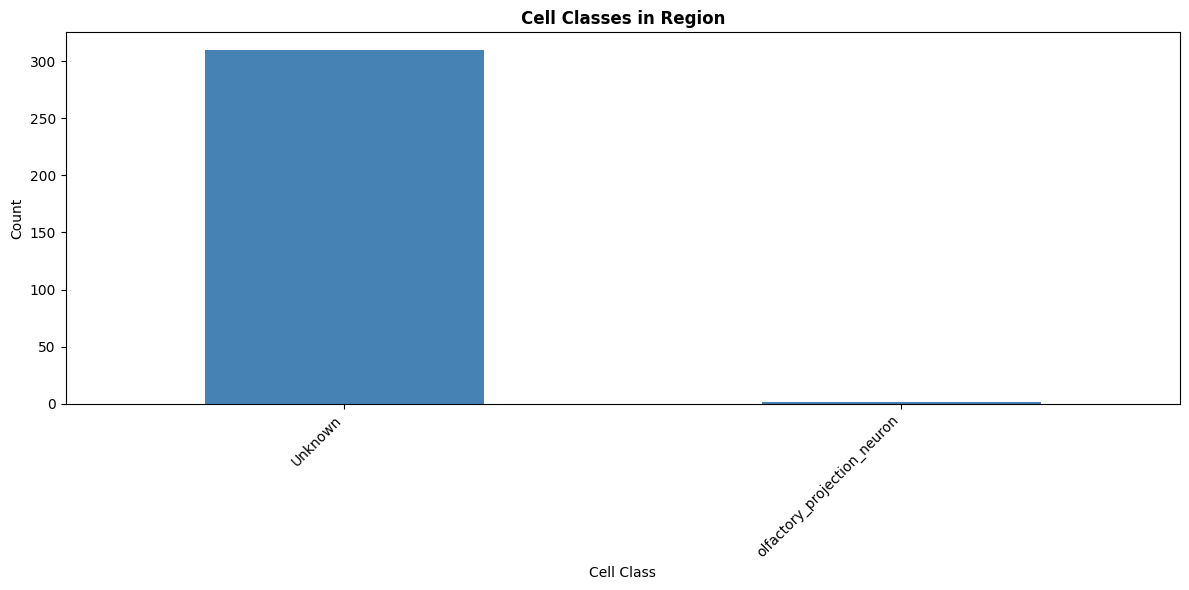 Cell Classes in Region
Count
300
250
200
150
100
50
0
Unknown
olfactory_projection_neuron
Cell Class